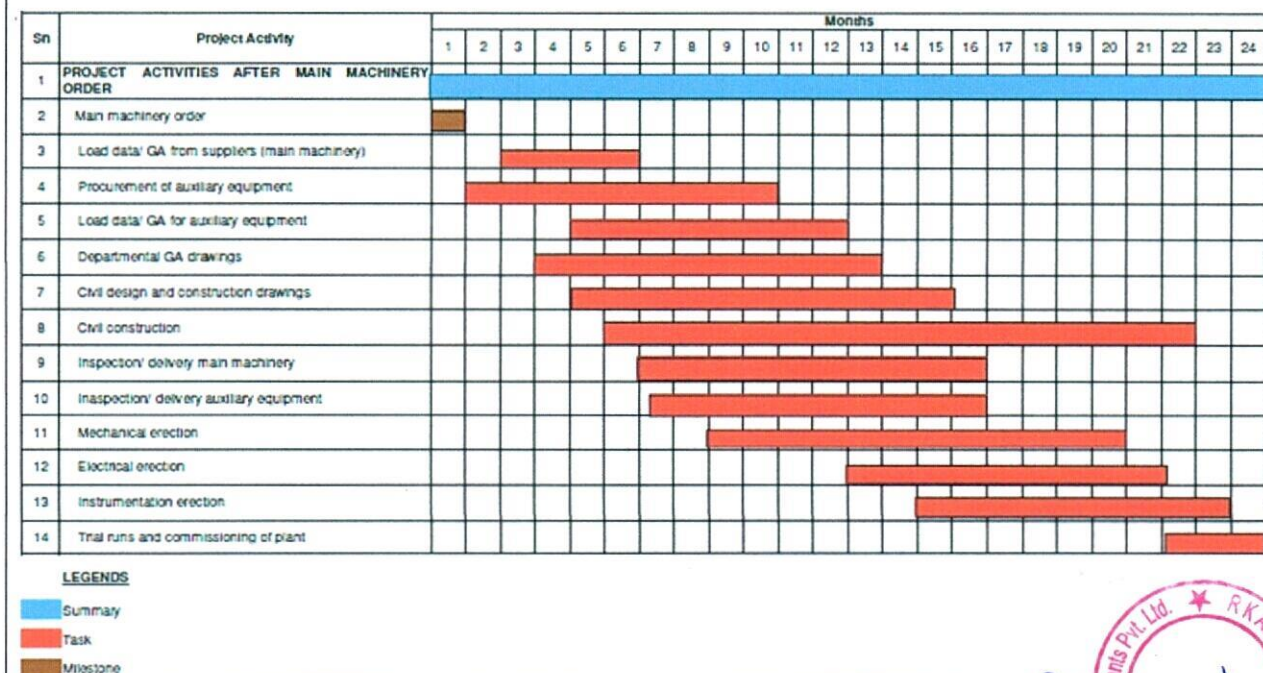 Months
Sn Project Activity 1 2 3 4 5 6 7 8 9 10 11 12 13 14 15 16 17 18 19 20 21 22 23 24
1 PROJECT ACTIVITIES AFTER MAIN MACHINERY
ORDER
2 Main machinery order
3 Load data/ GA from suppliers (main machinery)
4 Procurement of auxiliary equipment
5 Load data/ GA for auxiliary equipment
6 Departmental GA drawings
7 Civil design and construction drawings
8 Civil construction
9 Inspection/ delivery main machinery
10 Inaspection/ delivery auxiliary equipment
11 Mechanical erection
12 Electrical erection
13 Instrumentation erection
14 Trial runs and commissioning of plant
LEGENDS
Summary
Task
Milestone
nts Pvt. Ltd. ★ RKA